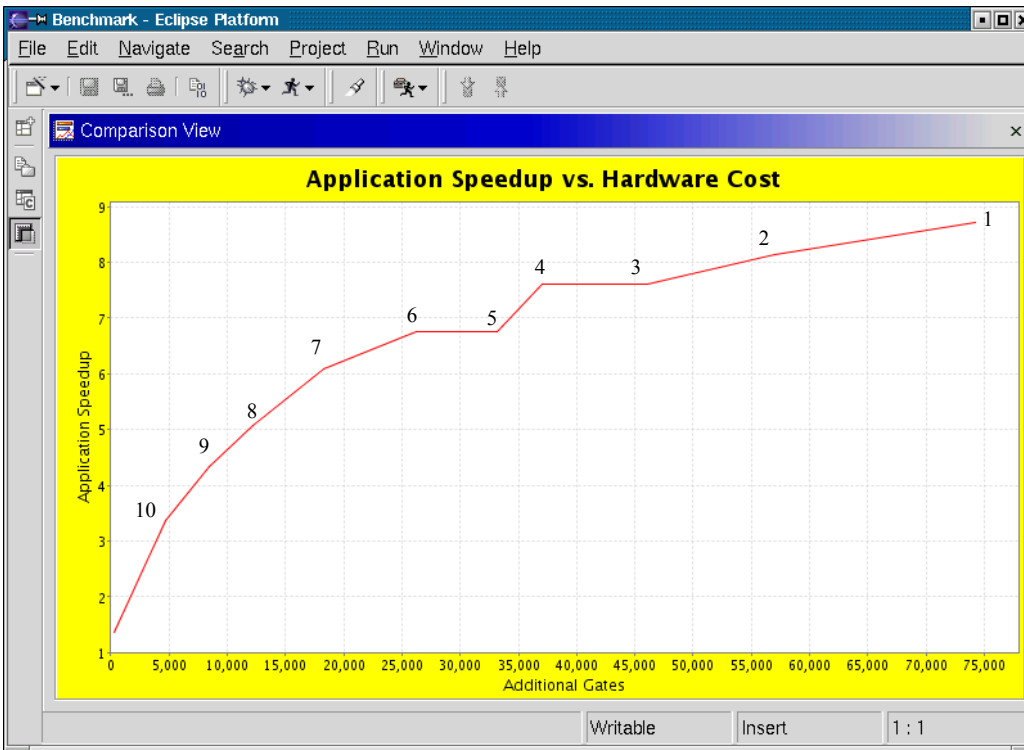 Benchmark - Eclipse Platform
File Edit Navigate Search Project Run Window Help
Comparison View
Application Speedup vs. Hardware Cost
9
8
7
6
5
4
3
2
1
Application Speedup
1
2
3
4
5
6
7
8
9
10
0 5,000 10,000 15,000 20,000 25,000 30,000 35,000 40,000 45,000 50,000 55,000 60,000 65,000 70,000 75,000
Additional Gates
Writable Insert 1 : 1